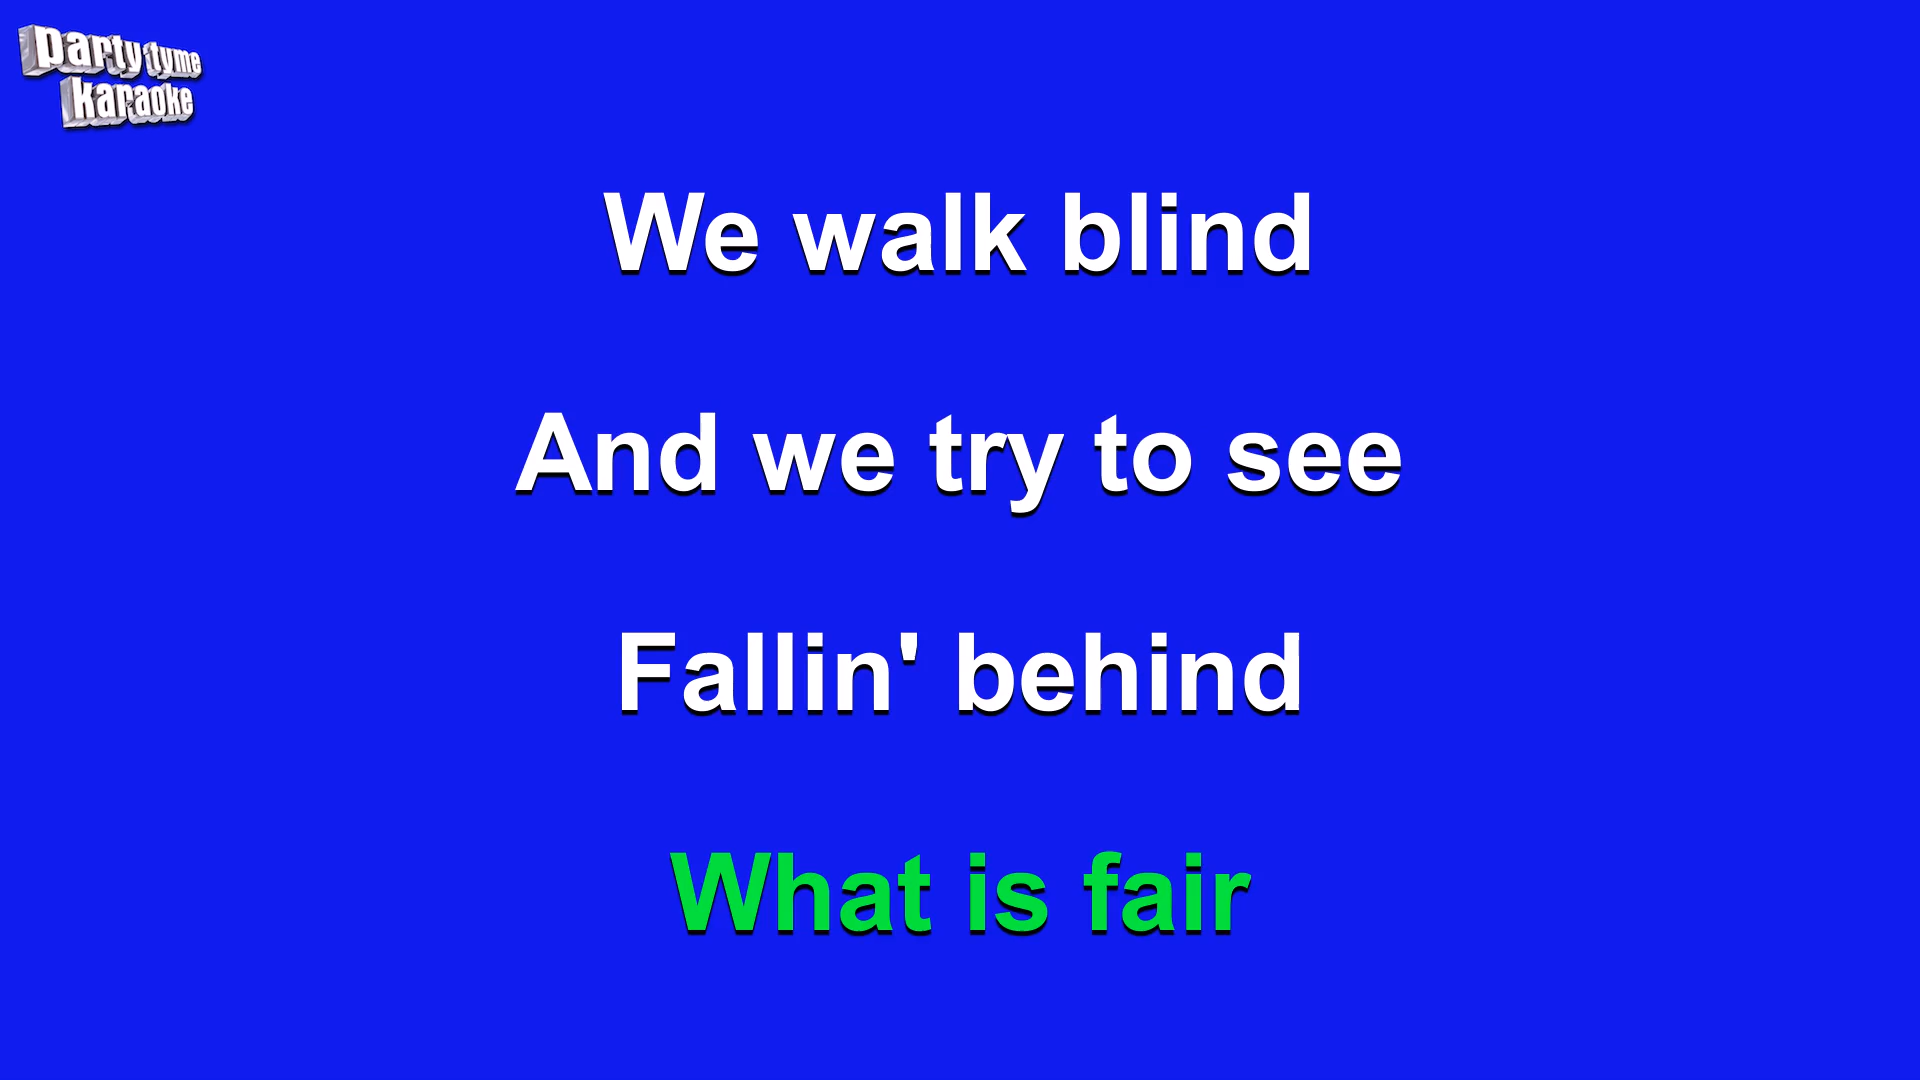 party tyme
karaoke
We walk blind
And we try to see
Fallin' behind
What is fair